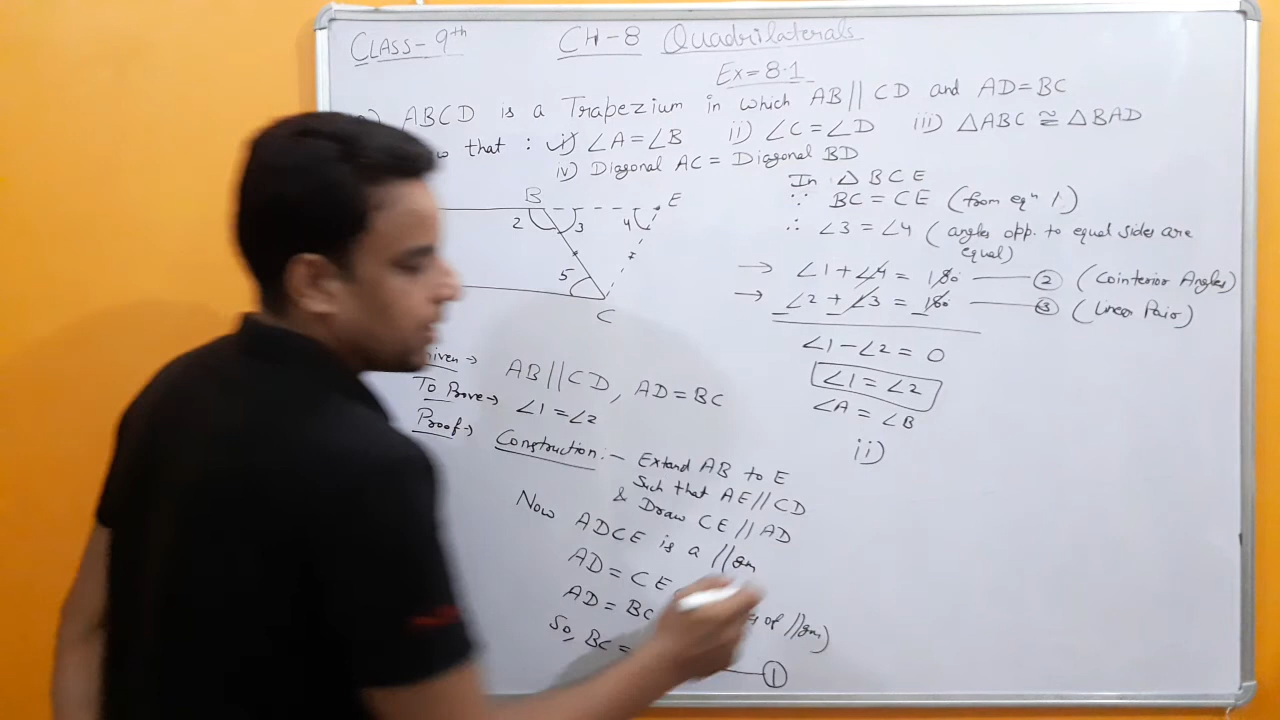 CLASS-9th
CH-8 Quadrilaterals
Ex=8.1
ABCD is a Trapezium in which AB || CD and AD=BC
that : i) ∠A=∠B ii) ∠C=∠D iii) △ABC ≅ △BAD
iv) Diagonal AC = Diagonal BD
B E
2 3 4
5
C
Given → AB||CD, AD=BC
To Prove → ∠1=∠2
Proof →
Construction:- Extend AB to E
Such that AE//CD
& Draw CE//AD
Now ADCE is a //gm
AD = CE
AD = BC of //gm)
So, BC = ①
In △ BCE
∵ BC = CE (from eqn 1)
∴ ∠3 = ∠4 (angles opp. to equal sides are
equal)
→ ∠1 + ∠4 = 180 — ② (Cointerior Angles)
→ ∠2 + ∠3 = 180 — ③ (Linear Pair)
∠1 - ∠2 = 0
∠1 = ∠2
∠A = ∠B
ii)